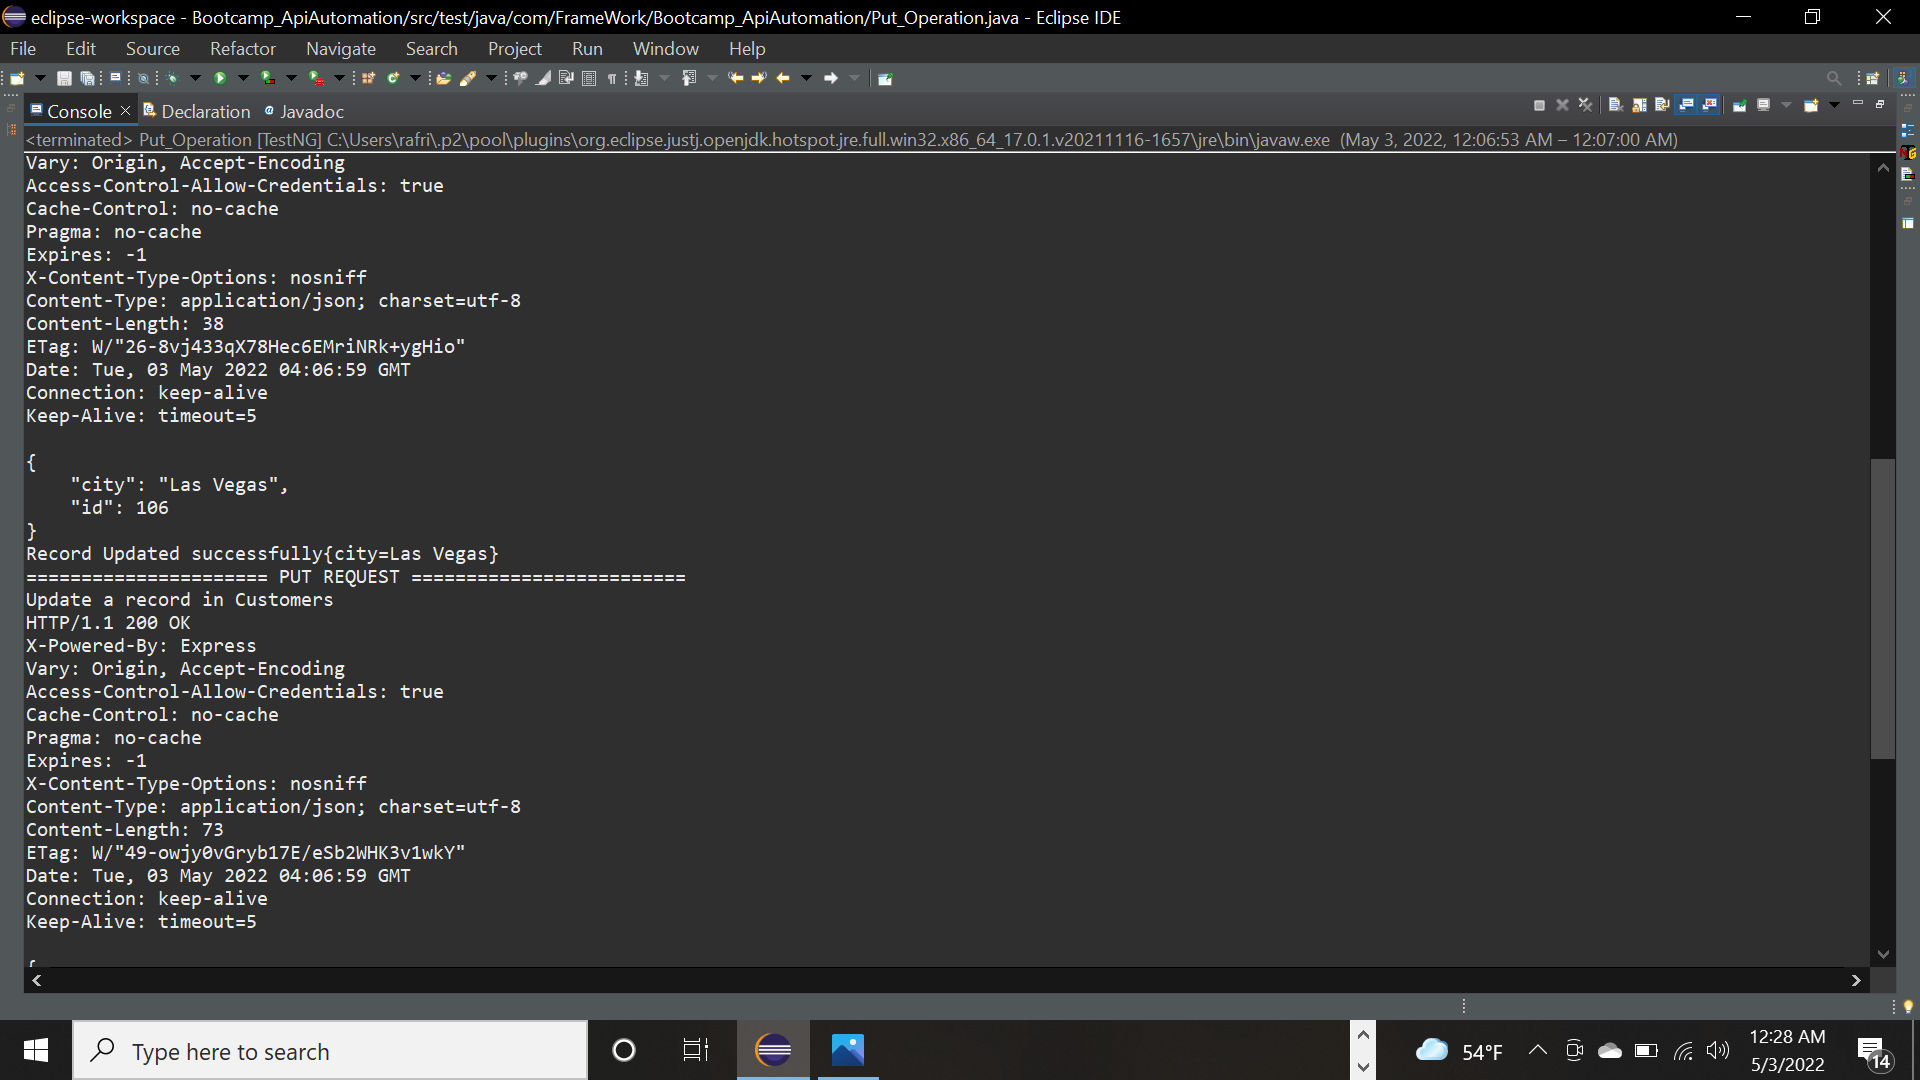 eclipse-workspace - Bootcamp_ApiAutomation/src/test/java/com/FrameWork/Bootcamp_ApiAutomation/Put_Operation.java - Eclipse IDE
File Edit Source Refactor Navigate Search Project Run Window Help
Console Declaration Javadoc
<terminated> Put_Operation [TestNG] C:\Users\rafri\.p2\pool\plugins\org.eclipse.justj.openjdk.hotspot.jre.full.win32.x86_64_17.0.1.v20211116-1657\jre\bin\javaw.exe (May 3, 2022, 12:06:53 AM – 12:07:00 AM)
Vary: Origin, Accept-Encoding
Access-Control-Allow-Credentials: true
Cache-Control: no-cache
Pragma: no-cache
Expires: -1
X-Content-Type-Options: nosniff
Content-Type: application/json; charset=utf-8
Content-Length: 38
ETag: W/"26-8vj433qX78Hec6EMriNRk+ygHio"
Date: Tue, 03 May 2022 04:06:59 GMT
Connection: keep-alive
Keep-Alive: timeout=5
{
    "city": "Las Vegas",
    "id": 106
}
Record Updated successfully{city=Las Vegas}
====================== PUT REQUEST =========================
Update a record in Customers
HTTP/1.1 200 OK
X-Powered-By: Express
Vary: Origin, Accept-Encoding
Access-Control-Allow-Credentials: true
Cache-Control: no-cache
Pragma: no-cache
Expires: -1
X-Content-Type-Options: nosniff
Content-Type: application/json; charset=utf-8
Content-Length: 73
ETag: W/"49-owjy0vGryb17E/eSb2WHK3v1wkY"
Date: Tue, 03 May 2022 04:06:59 GMT
Connection: keep-alive
Keep-Alive: timeout=5
{
Type here to search
54°F
12:28 AM
5/3/2022
14